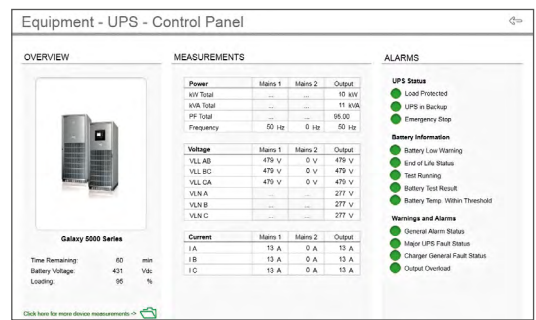 Equipment - UPS - Control Panel
OVERVIEW
Galaxy 5000 Series
Time Remaining: 60 min
Battery Voltage: 431 Vdc
Loading: 95 %
Click here for more device measurements ->
MEASUREMENTS
Power Mains 1 Mains 2 Output
kW Total ... ... 10 kW
kVA Total ... ... 11 kVA
PF Total ... ... 95.00
Frequency 50 Hz 0 Hz 50 Hz
Voltage Mains 1 Mains 2 Output
VLL AB 479 V 0 V 479 V
VLL BC 479 V 0 V 479 V
VLL CA 479 V 0 V 479 V
VLN A ... ... 277 V
VLN B ... ... 277 V
VLN C ... ... 277 V
Current Mains 1 Mains 2 Output
I A 13 A 0 A 13 A
I B 13 A 0 A 13 A
I C 13 A 0 A 13 A
ALARMS
UPS Status
Load Protected
UPS in Backup
Emergency Stop
Battery Information
Battery Low Warning
End of Life Status
Test Running
Battery Test Result
Battery Temp. Within Threshold
Warnings and Alarms
General Alarm Status
Major UPS Fault Status
Charger General Fault Status
Output Overload